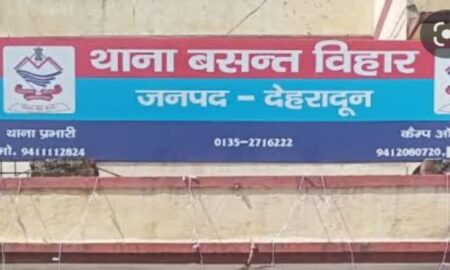 थाना बसन्त विहार
जनपद - देहरादून
थाना प्रभारी
मो. 9411112824
0135-2716222
कैम्प
9412080720,